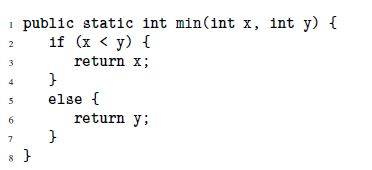 1 public static int min(int x, int y) {
2     if (x < y) {
3         return x;
4     }
5     else {
6         return y;
7     }
8 }